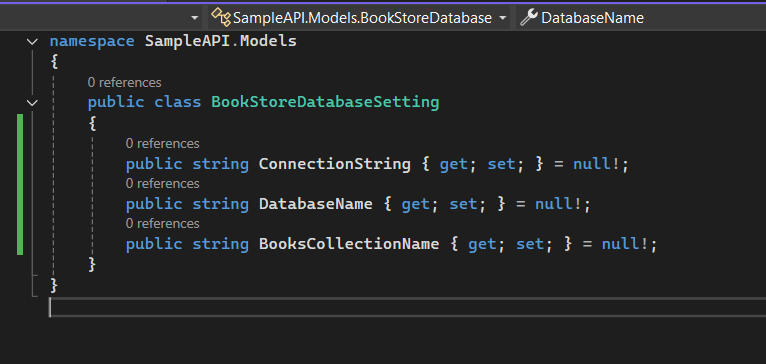 SampleAPI.Models.BookStoreDatabase DatabaseName
namespace SampleAPI.Models
{
0 references
public class BookStoreDatabaseSetting
{
0 references
public string ConnectionString { get; set; } = null!;
0 references
public string DatabaseName { get; set; } = null!;
0 references
public string BooksCollectionName { get; set; } = null!;
}
}